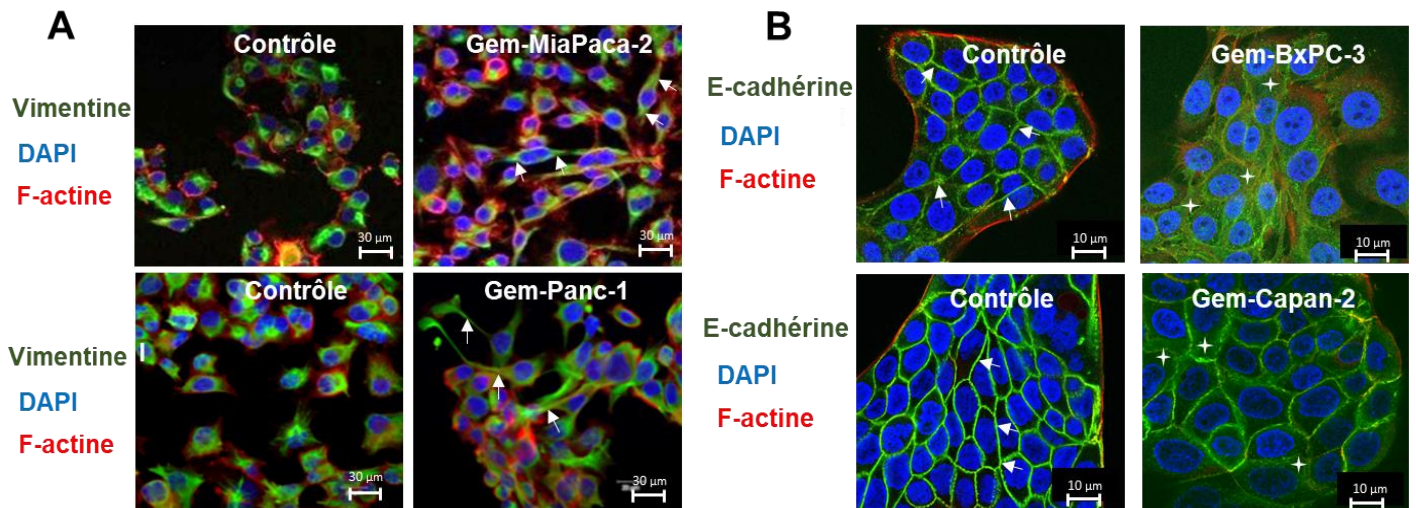 A
Contrôle
Gem-MiaPaca-2
Vimentine
DAPI
F-actine
30 µm
30 µm
Contrôle
Gem-Panc-1
Vimentine
DAPI
F-actine
30 µm
30 µm
B
Contrôle
Gem-BxPC-3
E-cadhérine
DAPI
F-actine
10 µm
10 µm
Contrôle
Gem-Capan-2
E-cadhérine
DAPI
F-actine
10 µm
10 µm